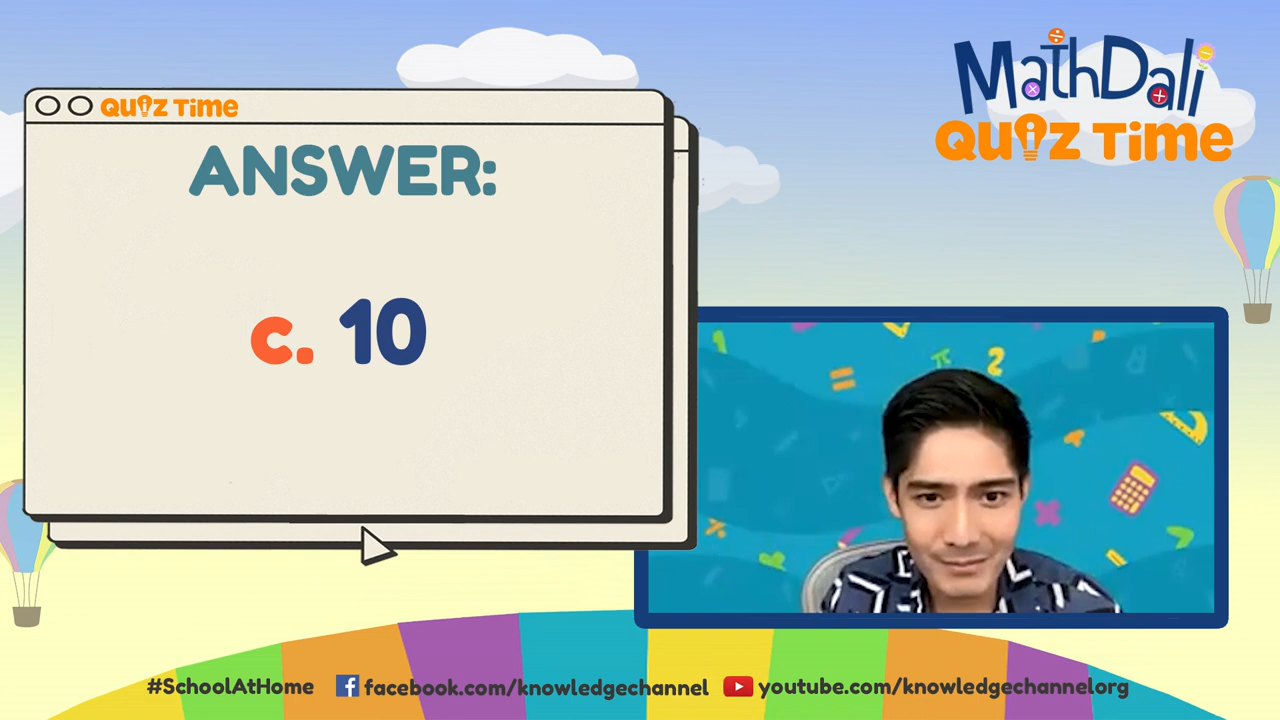 QUIZ TIME
ANSWER:
c. 10
MathDali
QUIZ TIME
#SchoolAtHome
facebook.com/knowledgechannel
youtube.com/knowledgechannelorg